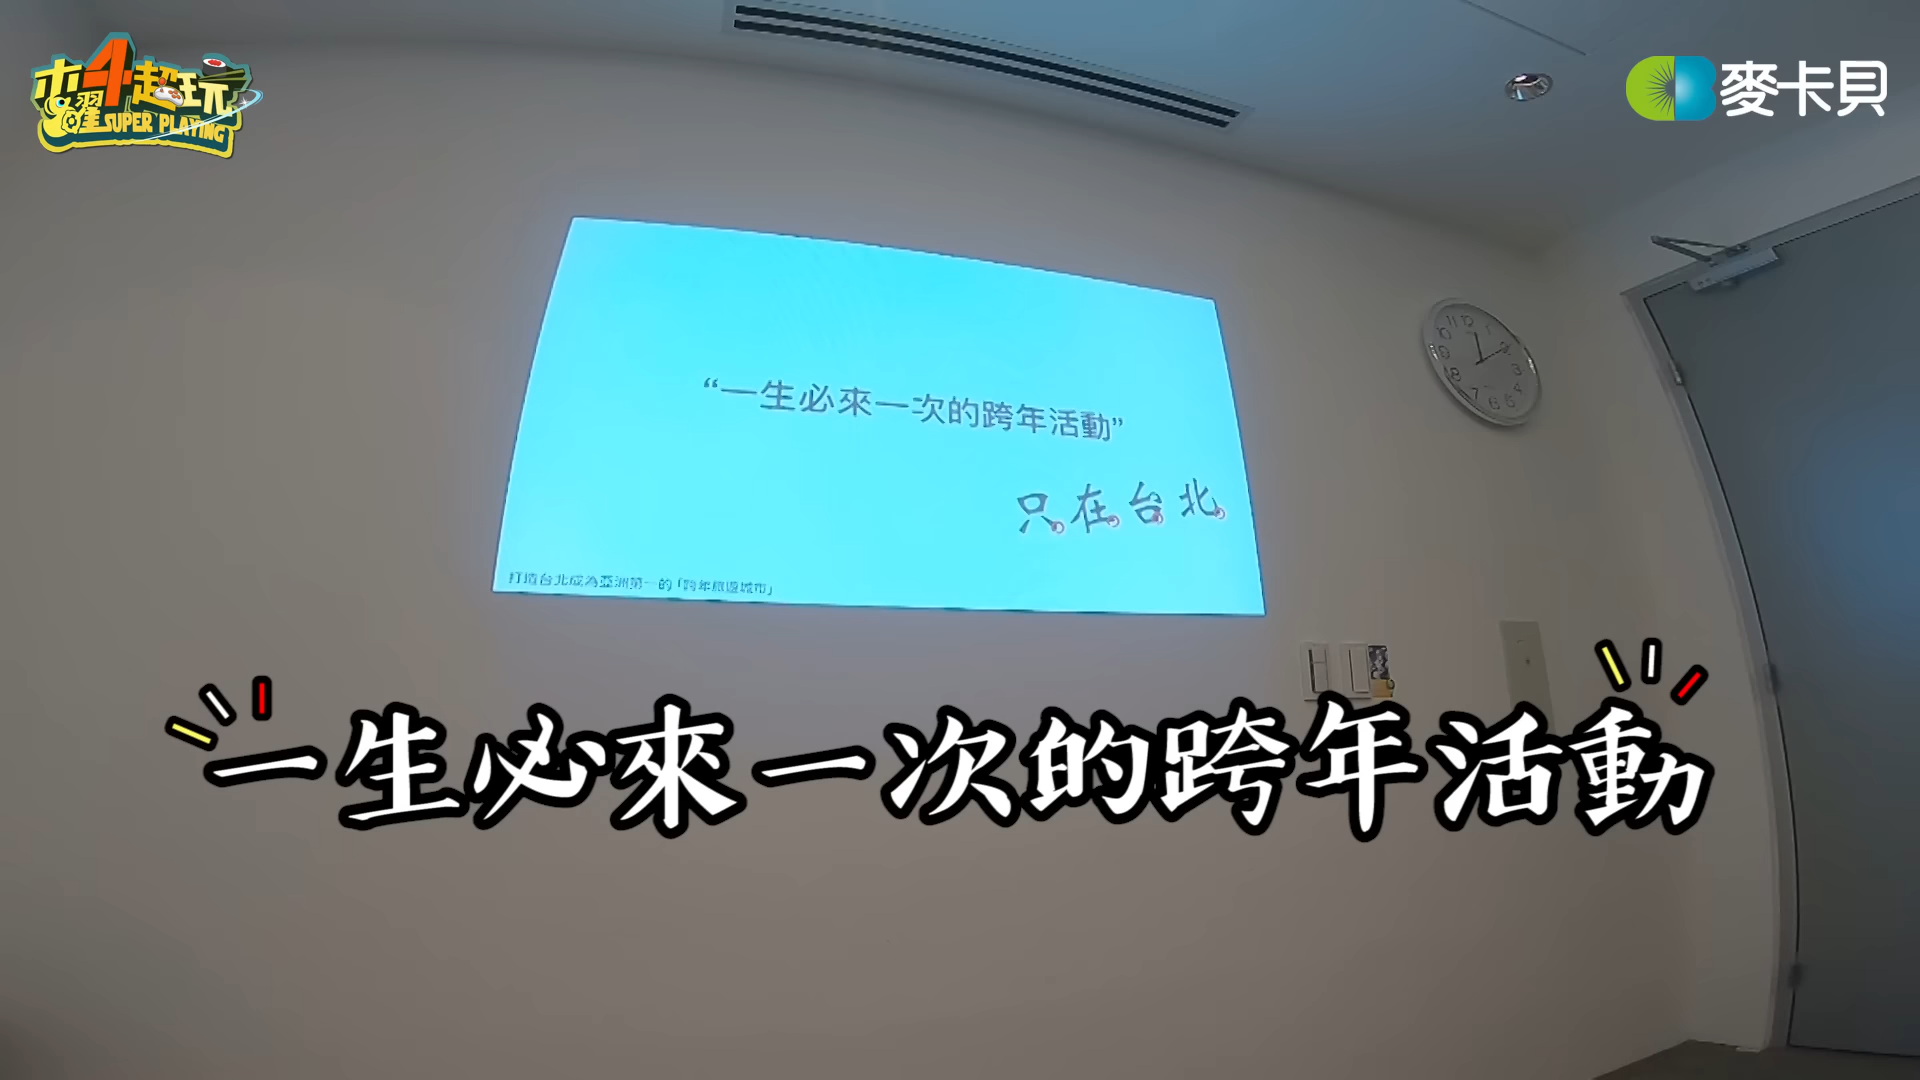 木曜4超玩
SUPER PLAYING
麥卡貝
“一生必來一次的跨年活動”
只在台北
打造台北成為亞洲第一的「跨年旅遊城市」
一生必來一次的跨年活動